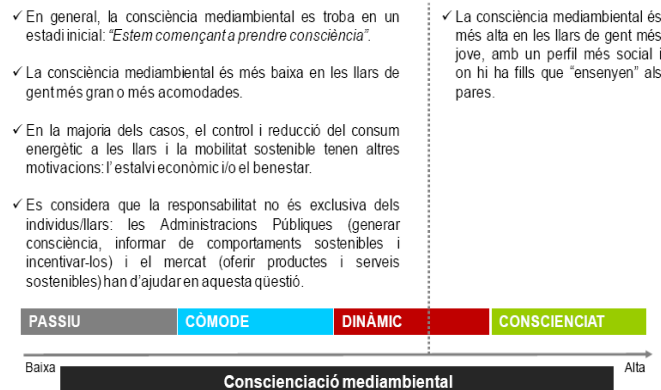 ✓ En general, la consciència mediambiental es troba en un
estadi inicial: “Estem començant a prendre consciència”.
✓ La consciència mediambiental és més baixa en les llars de
gent més gran o més acomodades.
✓ En la majoria dels casos, el control i reducció del consum
energètic a les llars i la mobilitat sostenible tenen altres
motivacions: l’estalvi econòmic i/o el benestar.
✓ Es considera que la responsabilitat no és exclusiva dels
individus/llars: les Administracions Públiques (generar
consciència, informar de comportaments sostenibles i
incentivar-los) i el mercat (oferir productes i serveis
sostenibles) han d’ajudar en aquesta qüestió.
✓ La consciència mediambiental és
més alta en les llars de gent més
jove, amb un perfil més social i
on hi ha fills que “ensenyen” als
pares.
PASSIU CÒMODE DINÀMIC CONSCIENCIAT
Baixa Alta
Conscienciació mediambiental